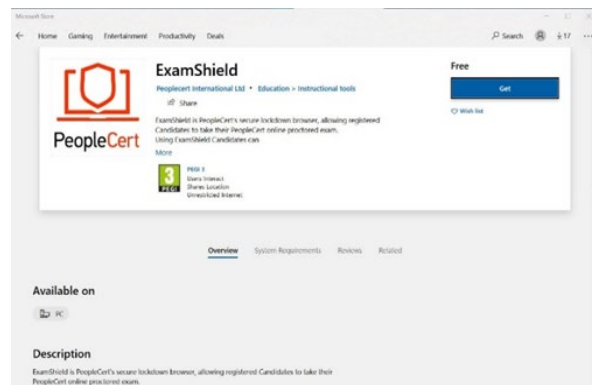 Microsoft Store
Home Gaming Entertainment Productivity Deals Search 17
ExamShield
Peoplecert International Ltd • Education > Instructional tools
Share
ExamShield is PeopleCert's secure lockdown browser, allowing registered
Candidates to take their PeopleCert online proctored exam.
Using ExamShield Candidates can
More
PeopleCert
3
PEGI
PEGI 3
Users Interact
Shares Location
Unrestricted Internet
Free
Get
Wish list
Overview System Requirements Reviews Related
Available on
PC
Description
ExamShield is PeopleCert's secure lockdown browser, allowing registered Candidates to take their
PeopleCert online proctored exam.